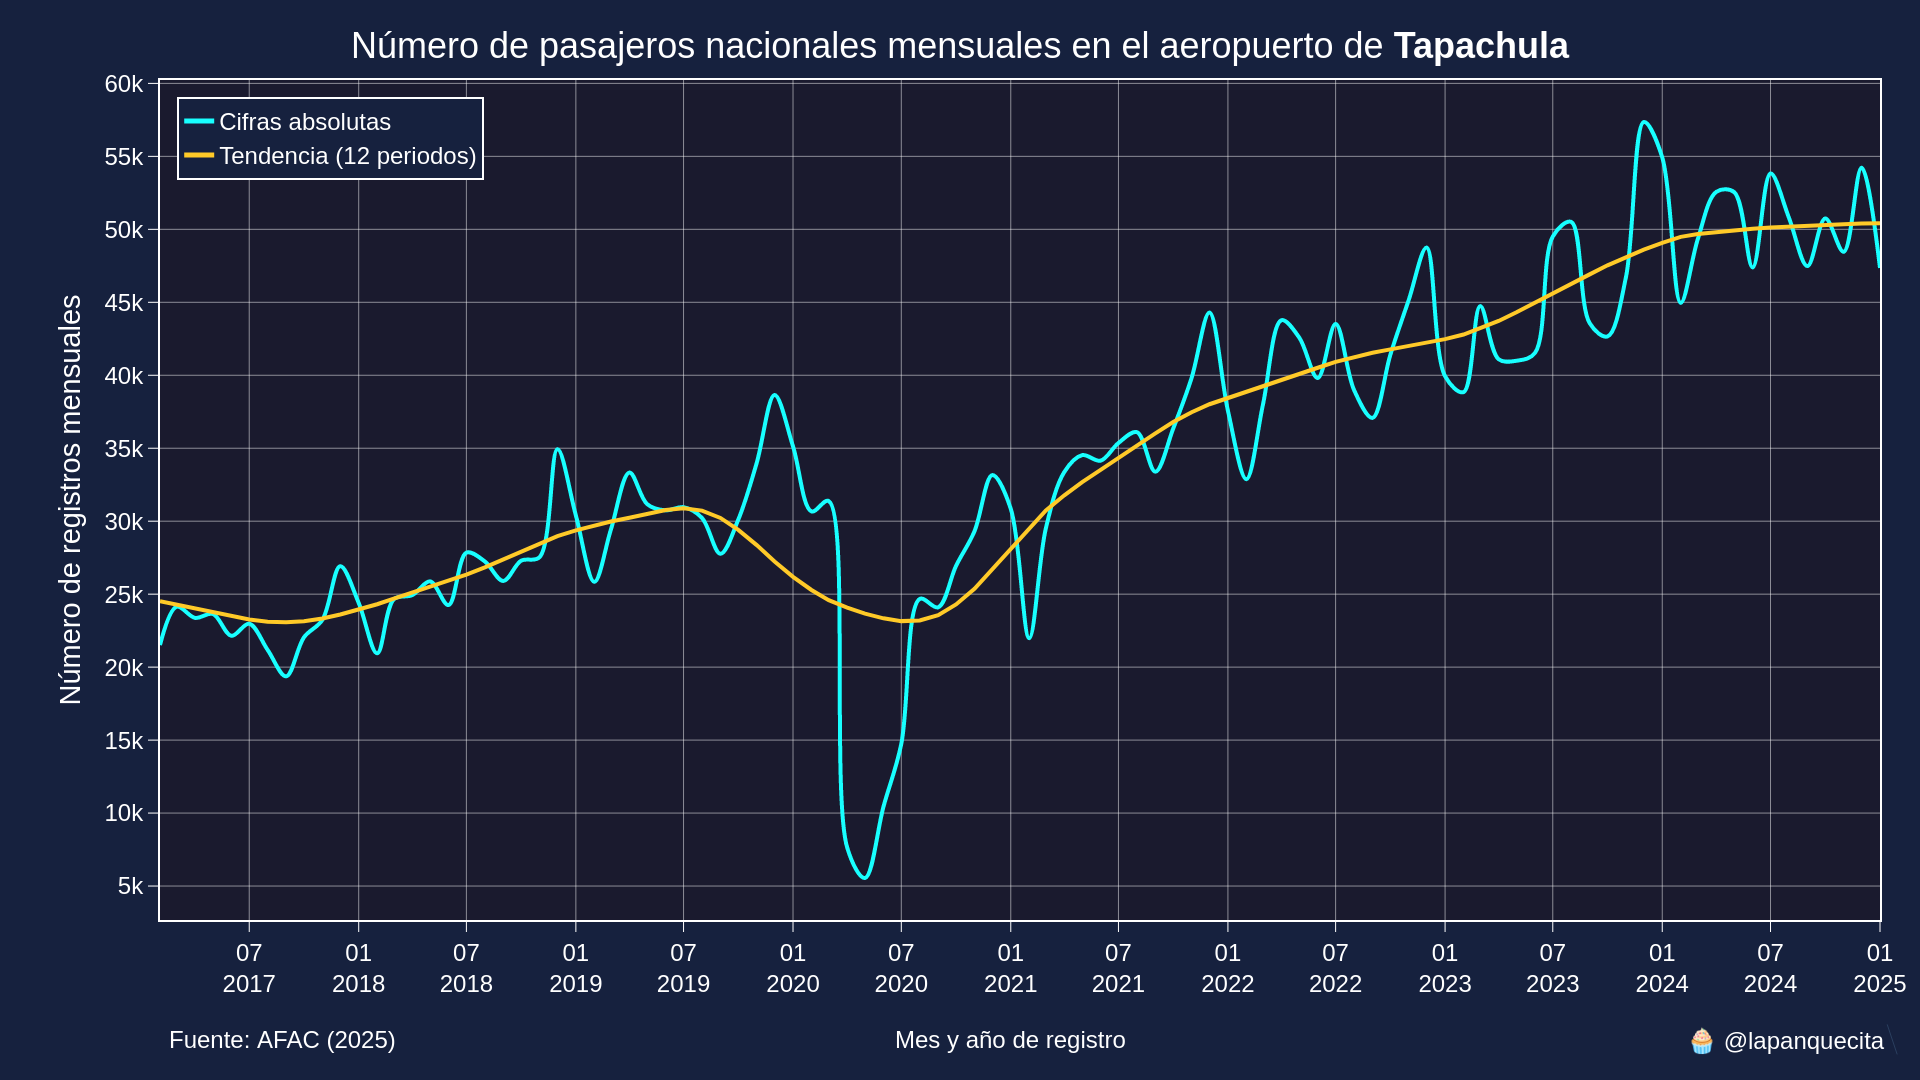 Número de pasajeros nacionales mensuales en el aeropuerto de Tapachula
Cifras absolutas
Tendencia (12 periodos)
Número de registros mensuales
60k
55k
50k
45k
40k
35k
30k
25k
20k
15k
10k
5k
07 01 07 01 07 01 07 01 07 01 07 01 07 01 07 01
2017 2018 2018 2019 2019 2020 2020 2021 2021 2022 2022 2023 2023 2024 2024 2025
Fuente: AFAC (2025) Mes y año de registro 🧁 @lapanquecita